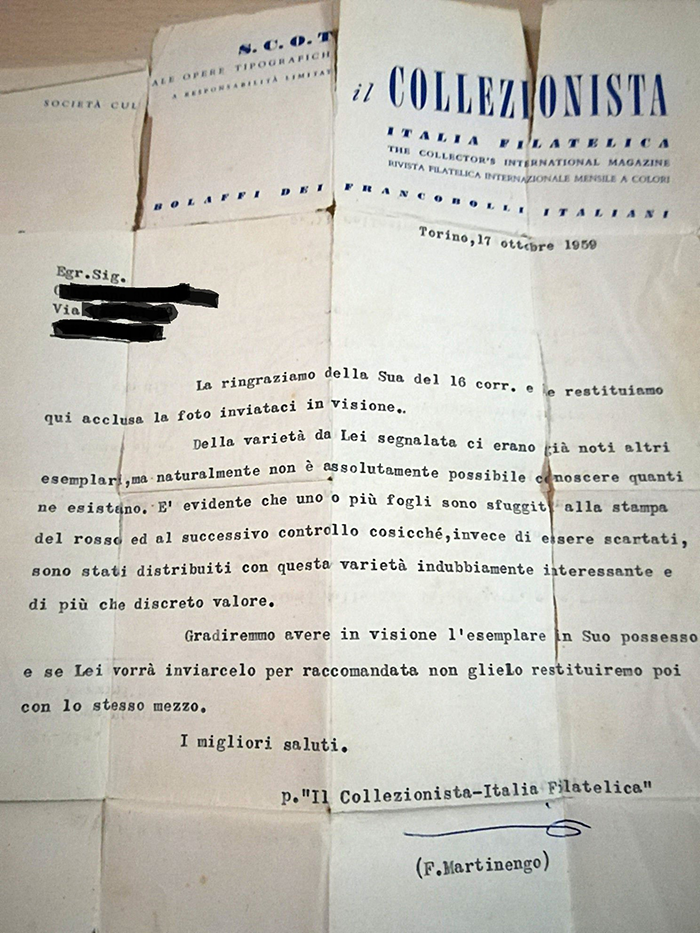 S. C. O. T
il COLLEZIONISTA
SOCIETÀ CUL ALE OPERE TIPOGRAFICH
A RESPONSABILITÀ LIMITAT
ITALIA FILATELICA
THE COLLECTOR'S INTERNATIONAL MAGAZINE
RIVISTA FILATELICA INTERNAZIONALE MENSILE A COLORI
BOLAFFI DEI FRANCOBOLLI ITALIANI
Torino,17 ottobre 1959
Egr.Sig.
Via
La ringraziamo della Sua del 16 corr. e le restituiamo
qui acclusa la foto inviataci in visione.
Della varietà da Lei segnalata ci erano già noti altri
esemplari,ma naturalmente non è assolutamente possibile conoscere quanti
ne esistano. E' evidente che uno o più fogli sono sfuggiti alla stampa
del rosso ed al successivo controllo cosicché,invece di essere scartati,
sono stati distribuiti con questa varietà indubbiamente interessante e
di più che discreto valore.
Gradiremmo avere in visione l'esemplare in Suo possesso
e se Lei vorrà inviarcelo per raccomandata non glielo restituiremo poi
con lo stesso mezzo.
I migliori saluti.
p."Il Collezionista-Italia Filatelica"
(F.Martinengo)